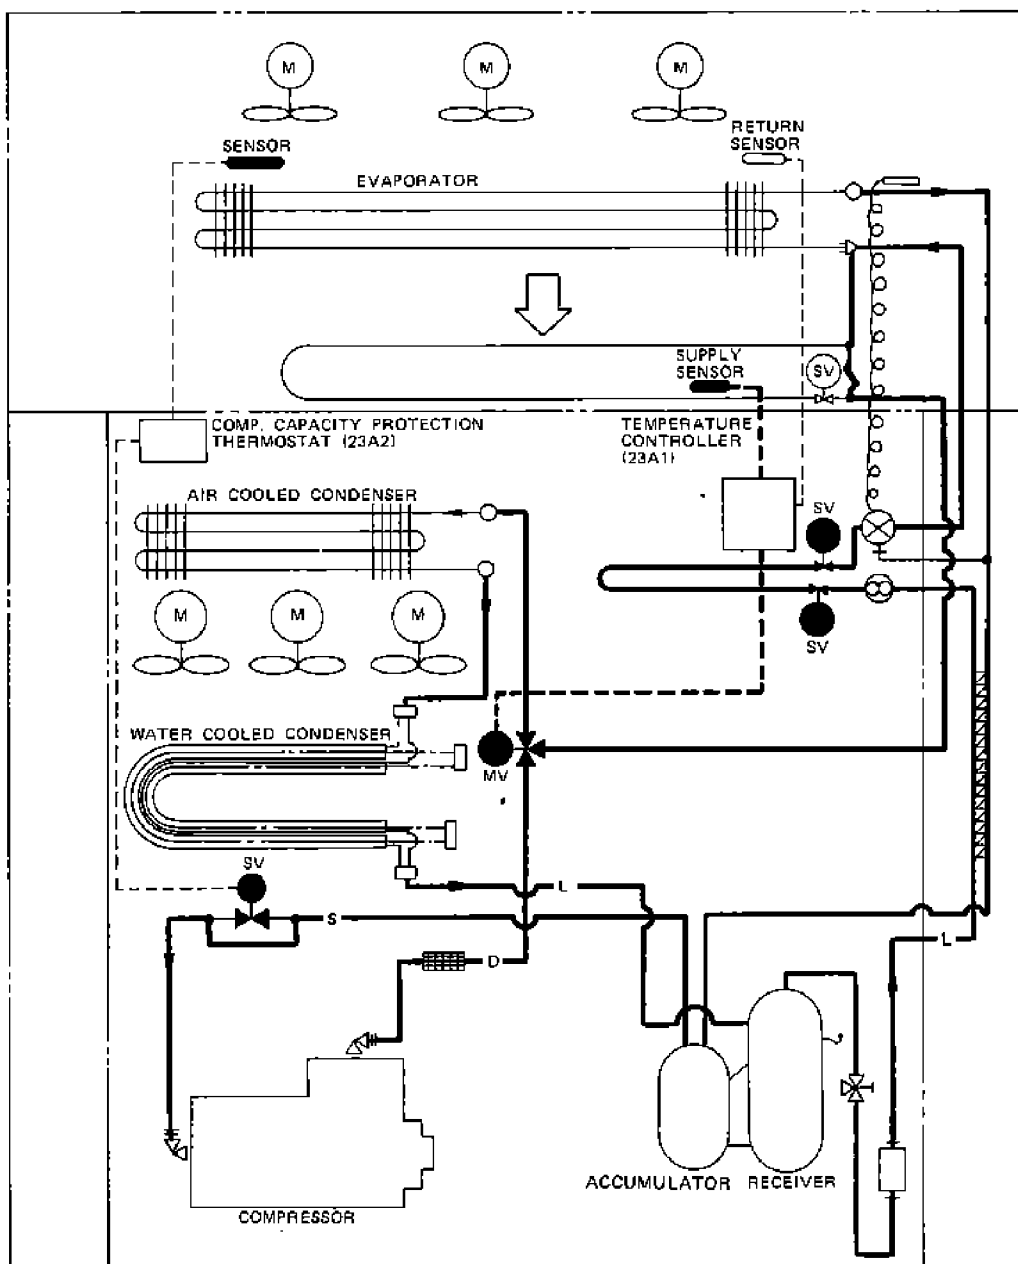 M
M
M
SENSOR
RETURN
SENSOR
EVAPORATOR
SUPPLY
SENSOR
SV
COMP. CAPACITY PROTECTION
THERMOSTAT (23A2)
TEMPERATURE
CONTROLLER
(23A1)
AIR COOLED CONDENSER
SV
M
M
M
SV
WATER COOLED CONDENSER
MV
SV
L
S
L
D
ACCUMULATOR
RECEIVER
COMPRESSOR